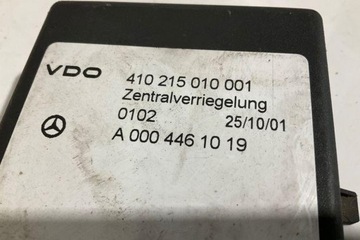 VDO 410 215 010 001
Zentralverriegelung
0102 25/10/01
A 000 446 10 19